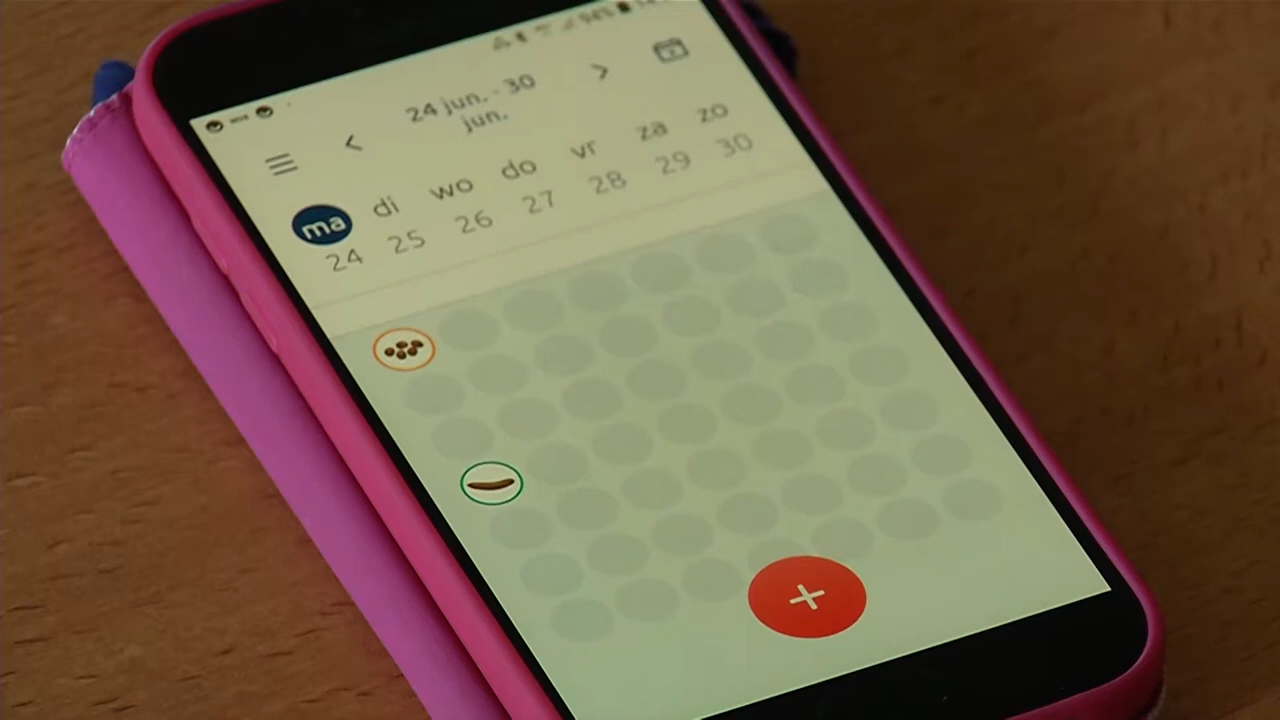 24 jun. - 30
jun.
ma di wo do vr za zo
24 25 26 27 28 29 30